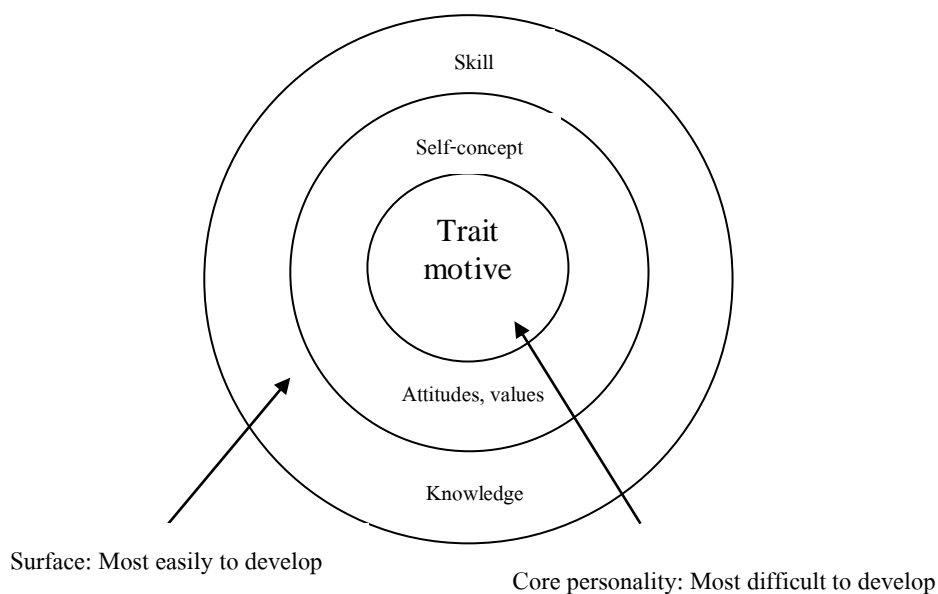 Skill
Self-concept
Trait
motive
Attitudes, values
Knowledge
Surface: Most easily to develop
Core personality: Most difficult to develop